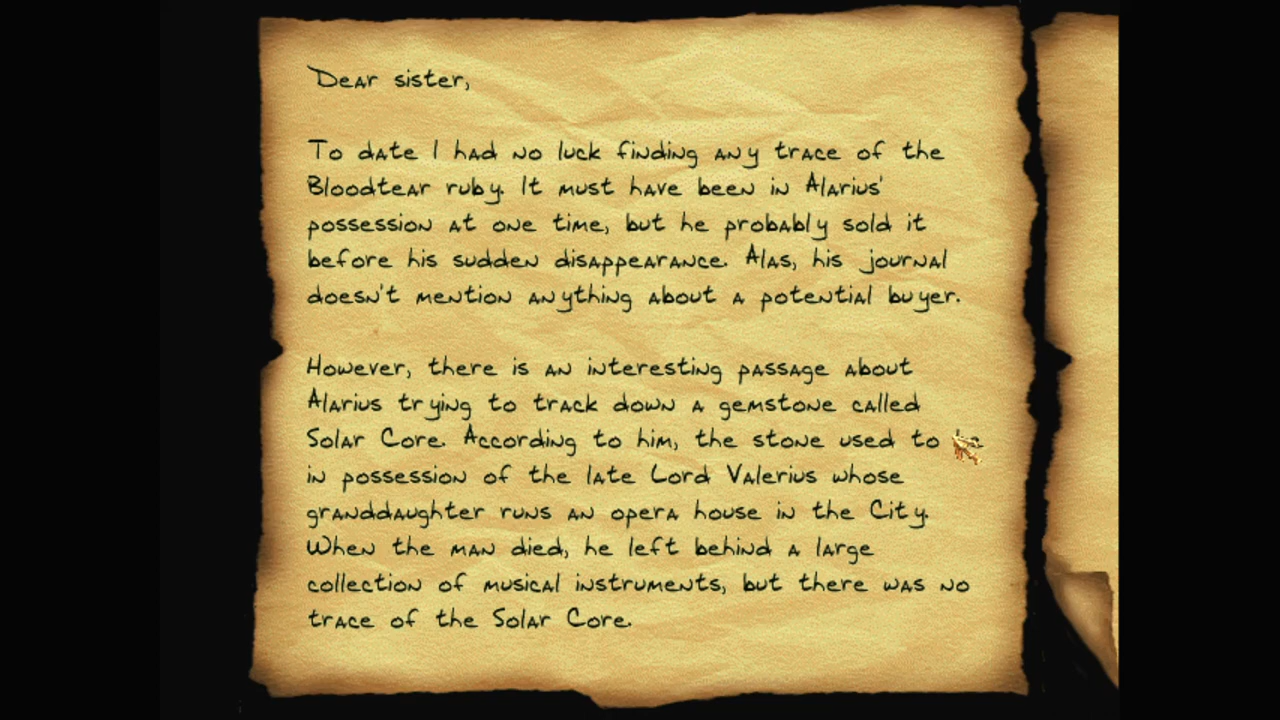 Dear sister,
To date I had no luck finding any trace of the
Bloodtear ruby. It must have been in Alarius'
possession at one time, but he probably sold it
before his sudden disappearance. Alas, his journal
doesn't mention anything about a potential buyer.
However, there is an interesting passage about
Alarius trying to track down a gemstone called
Solar Core. According to him, the stone used to
in possession of the late Lord Valerius whose
granddaughter runs an opera house in the City.
When the man died, he left behind a large
collection of musical instruments, but there was no
trace of the Solar Core.